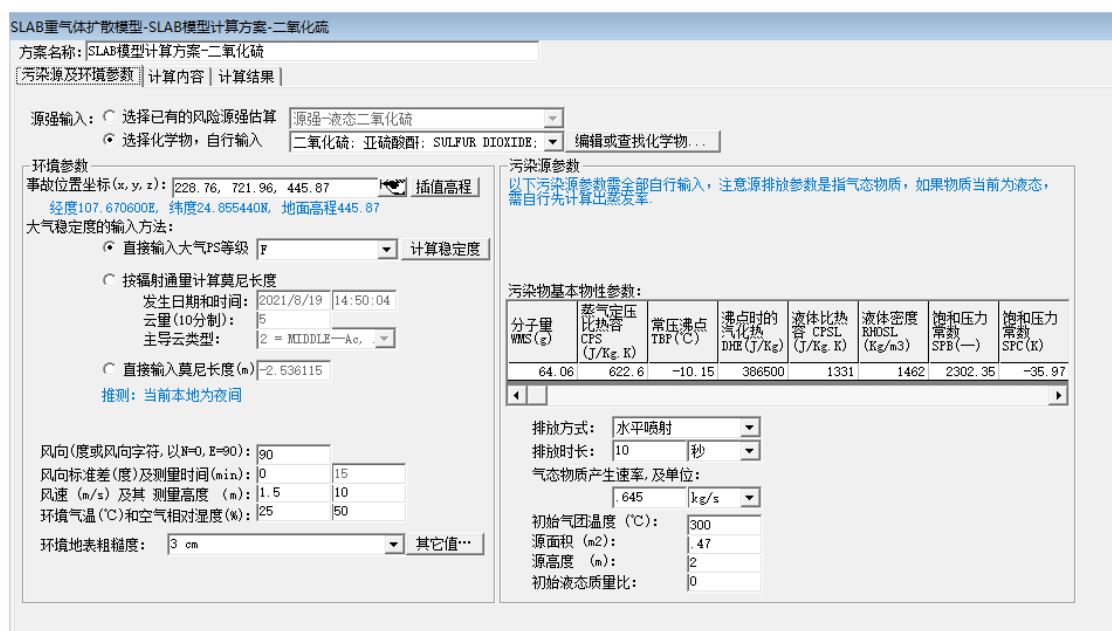 SLAB重气体扩散模型-SLAB模型计算方案-二氧化硫
方案名称: SLAB模型计算方案-二氧化硫
污染源及环境参数 计算内容 计算结果
源强输入: 选择已有的风险源强估算 源强-液态二氧化硫
选择化学物，自行输入 二氧化硫; 亚硫酸酐; SULFUR DIOXIDE; 编辑或查找化学物...
环境参数
事故位置坐标(x,y,z): 228.76, 721.96, 445.87 插值高程
经度107.670600E, 纬度24.855440N, 地面高程445.87
大气稳定度的输入方法:
直接输入大气PS等级 F 计算稳定度
按辐射通量计算莫尼长度
发生日期和时间: 2021/8/19 14:50:04
云量(10分制): 5
主导云类型: 2 = MIDDLE—Ac, .
直接输入莫尼长度(m) -2.536115
推测: 当前本地为夜间
风向(度或风向字符,以N=0,E=90): 90
风向标准差(度)及测量时间(min): 0 15
风速 (m/s) 及其 测量高度 (m): 1.5 10
环境气温(℃)和空气相对湿度(%): 25 50
环境地表粗糙度: 3 cm 其它值…
污染源参数
以下污染源参数需全部自行输入，注意源排放参数是指气态物质，如果物质当前为液态，
需自行先计算出蒸发率.
污染物基本物性参数:
分子量 WMS(g) 蒸气定压比热容 CPS (J/Kg.K) 常压沸点 TBP(℃) 沸点时的汽化热 DHE(J/Kg) 液体比热容 CPSL (J/Kg.K) 液体密度 RHOSL (Kg/m3) 饱和压力常数 SPB(—) 饱和压力常数 SPC(K)
64.06 622.6 -10.15 386500 1331 1462 2302.35 -35.97
排放方式: 水平喷射
排放时长: 10 秒
气态物质产生速率,及单位:
.645 kg/s
初始气团温度 (℃): 300
源面积 (m2): .47
源高度 (m): 2
初始液态质量比: 0